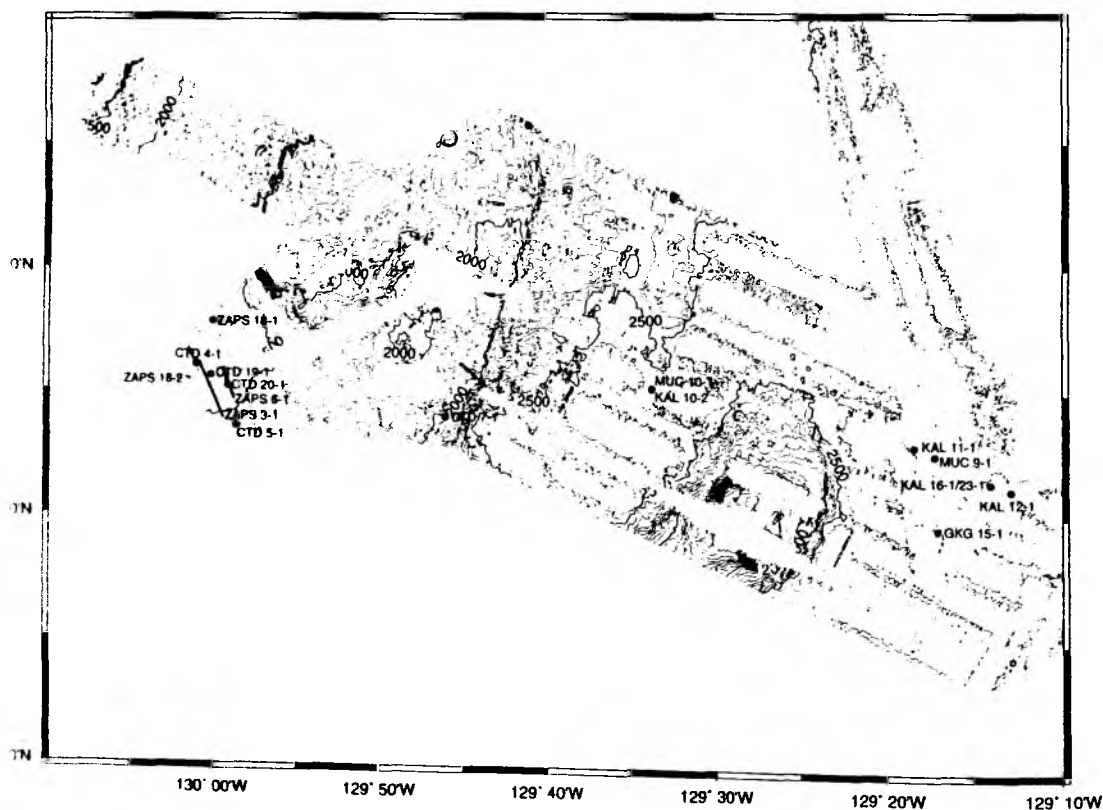 2000
2000
2000
2500
2500
2500
ZAPS 18-1
CTD 4-1
CTD 19-1
ZAPS 18-2
CTD 20-1
ZAPS 6-1
ZAPS 3-1
CTD 5-1
MUC 10-1
KAL 10-2
KAL 11-1
MUC 9-1
KAL 16-1/23-1
KAL 12-1
GKG 15-1
130° 00'W
129° 50'W
129° 40'W
129° 30'W
129° 20'W
129° 10'W